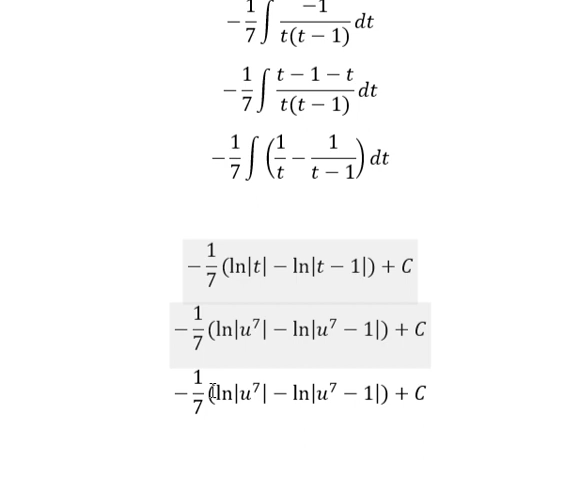 −1/7 ∫ −1/t(t − 1) dt
−1/7 ∫ t − 1 − t/t(t − 1) dt
−1/7 ∫ (1/t − 1/t − 1) dt
−1/7 (ln|t| − ln|t − 1|) + C
−1/7 (ln|u⁷| − ln|u⁷ − 1|) + C
−1/7 (ln|u⁷| − ln|u⁷ − 1|) + C